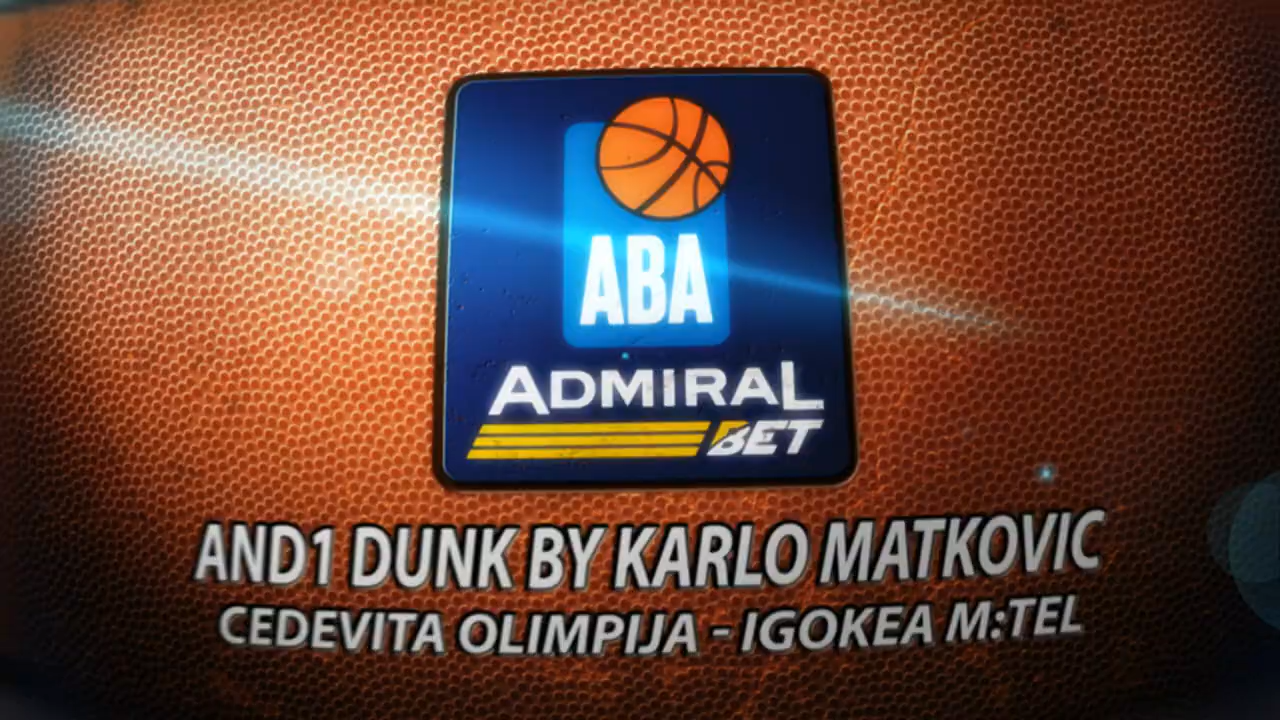 ABA
ADMIRAL
BET
AND1 DUNK BY KARLO MATKOVIC
CEDEVITA OLIMPIJA - IGOKEA M:TEL